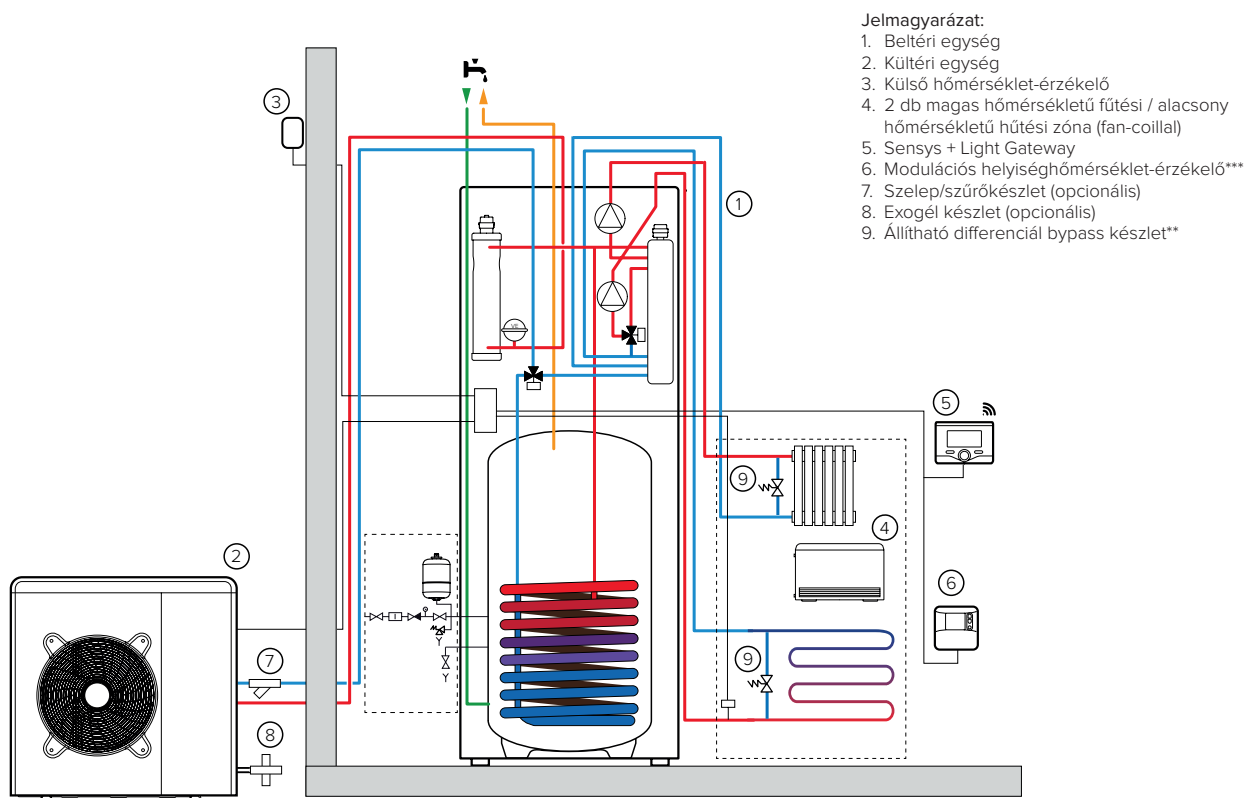 Jelmagyarázat:
1. Beltéri egység
2. Kültéri egység
3. Külső hőmérséklet-érzékelő
4. 2 db magas hőmérsékletű fűtési / alacsony
hőmérsékletű hűtési zóna (fan-coillal)
5. Sensys + Light Gateway
6. Modulációs helyiséghőmérséklet-érzékelő***
7. Szelep/szűrőkészlet (opcionális)
8. Exogél készlet (opcionális)
9. Állítható differenciál bypass készlet**
3
1
VE
5
9
4
2
6
7
9
8